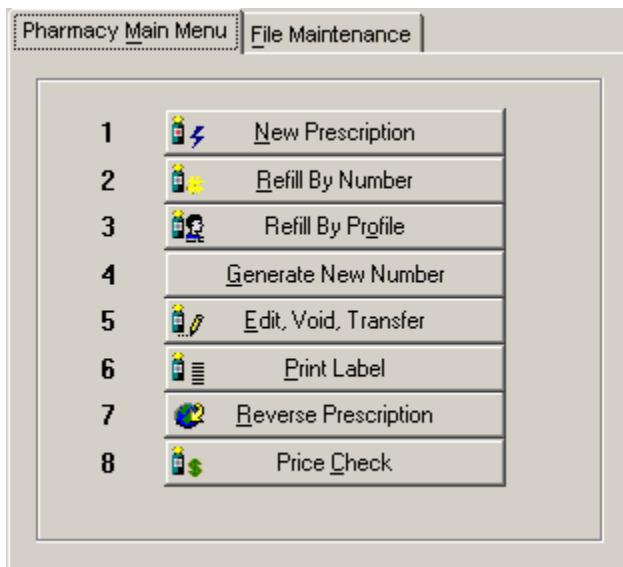 Pharmacy Main Menu File Maintenance
1 New Prescription
2 Refill By Number
3 Refill By Profile
4 Generate New Number
5 Edit, Void, Transfer
6 Print Label
7 Reverse Prescription
8 Price Check